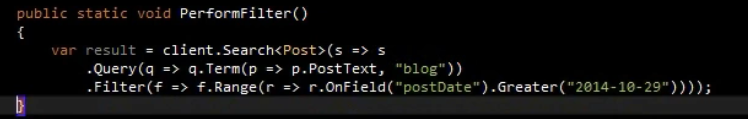 public static void PerformFilter()
{
var result = client.Search<Post>(s => s
.Query(q => q.Term(p => p.PostText, "blog"))
.Filter(f => f.Range(r => r.OnField("postDate").Greater("2014-10-29"))));
}